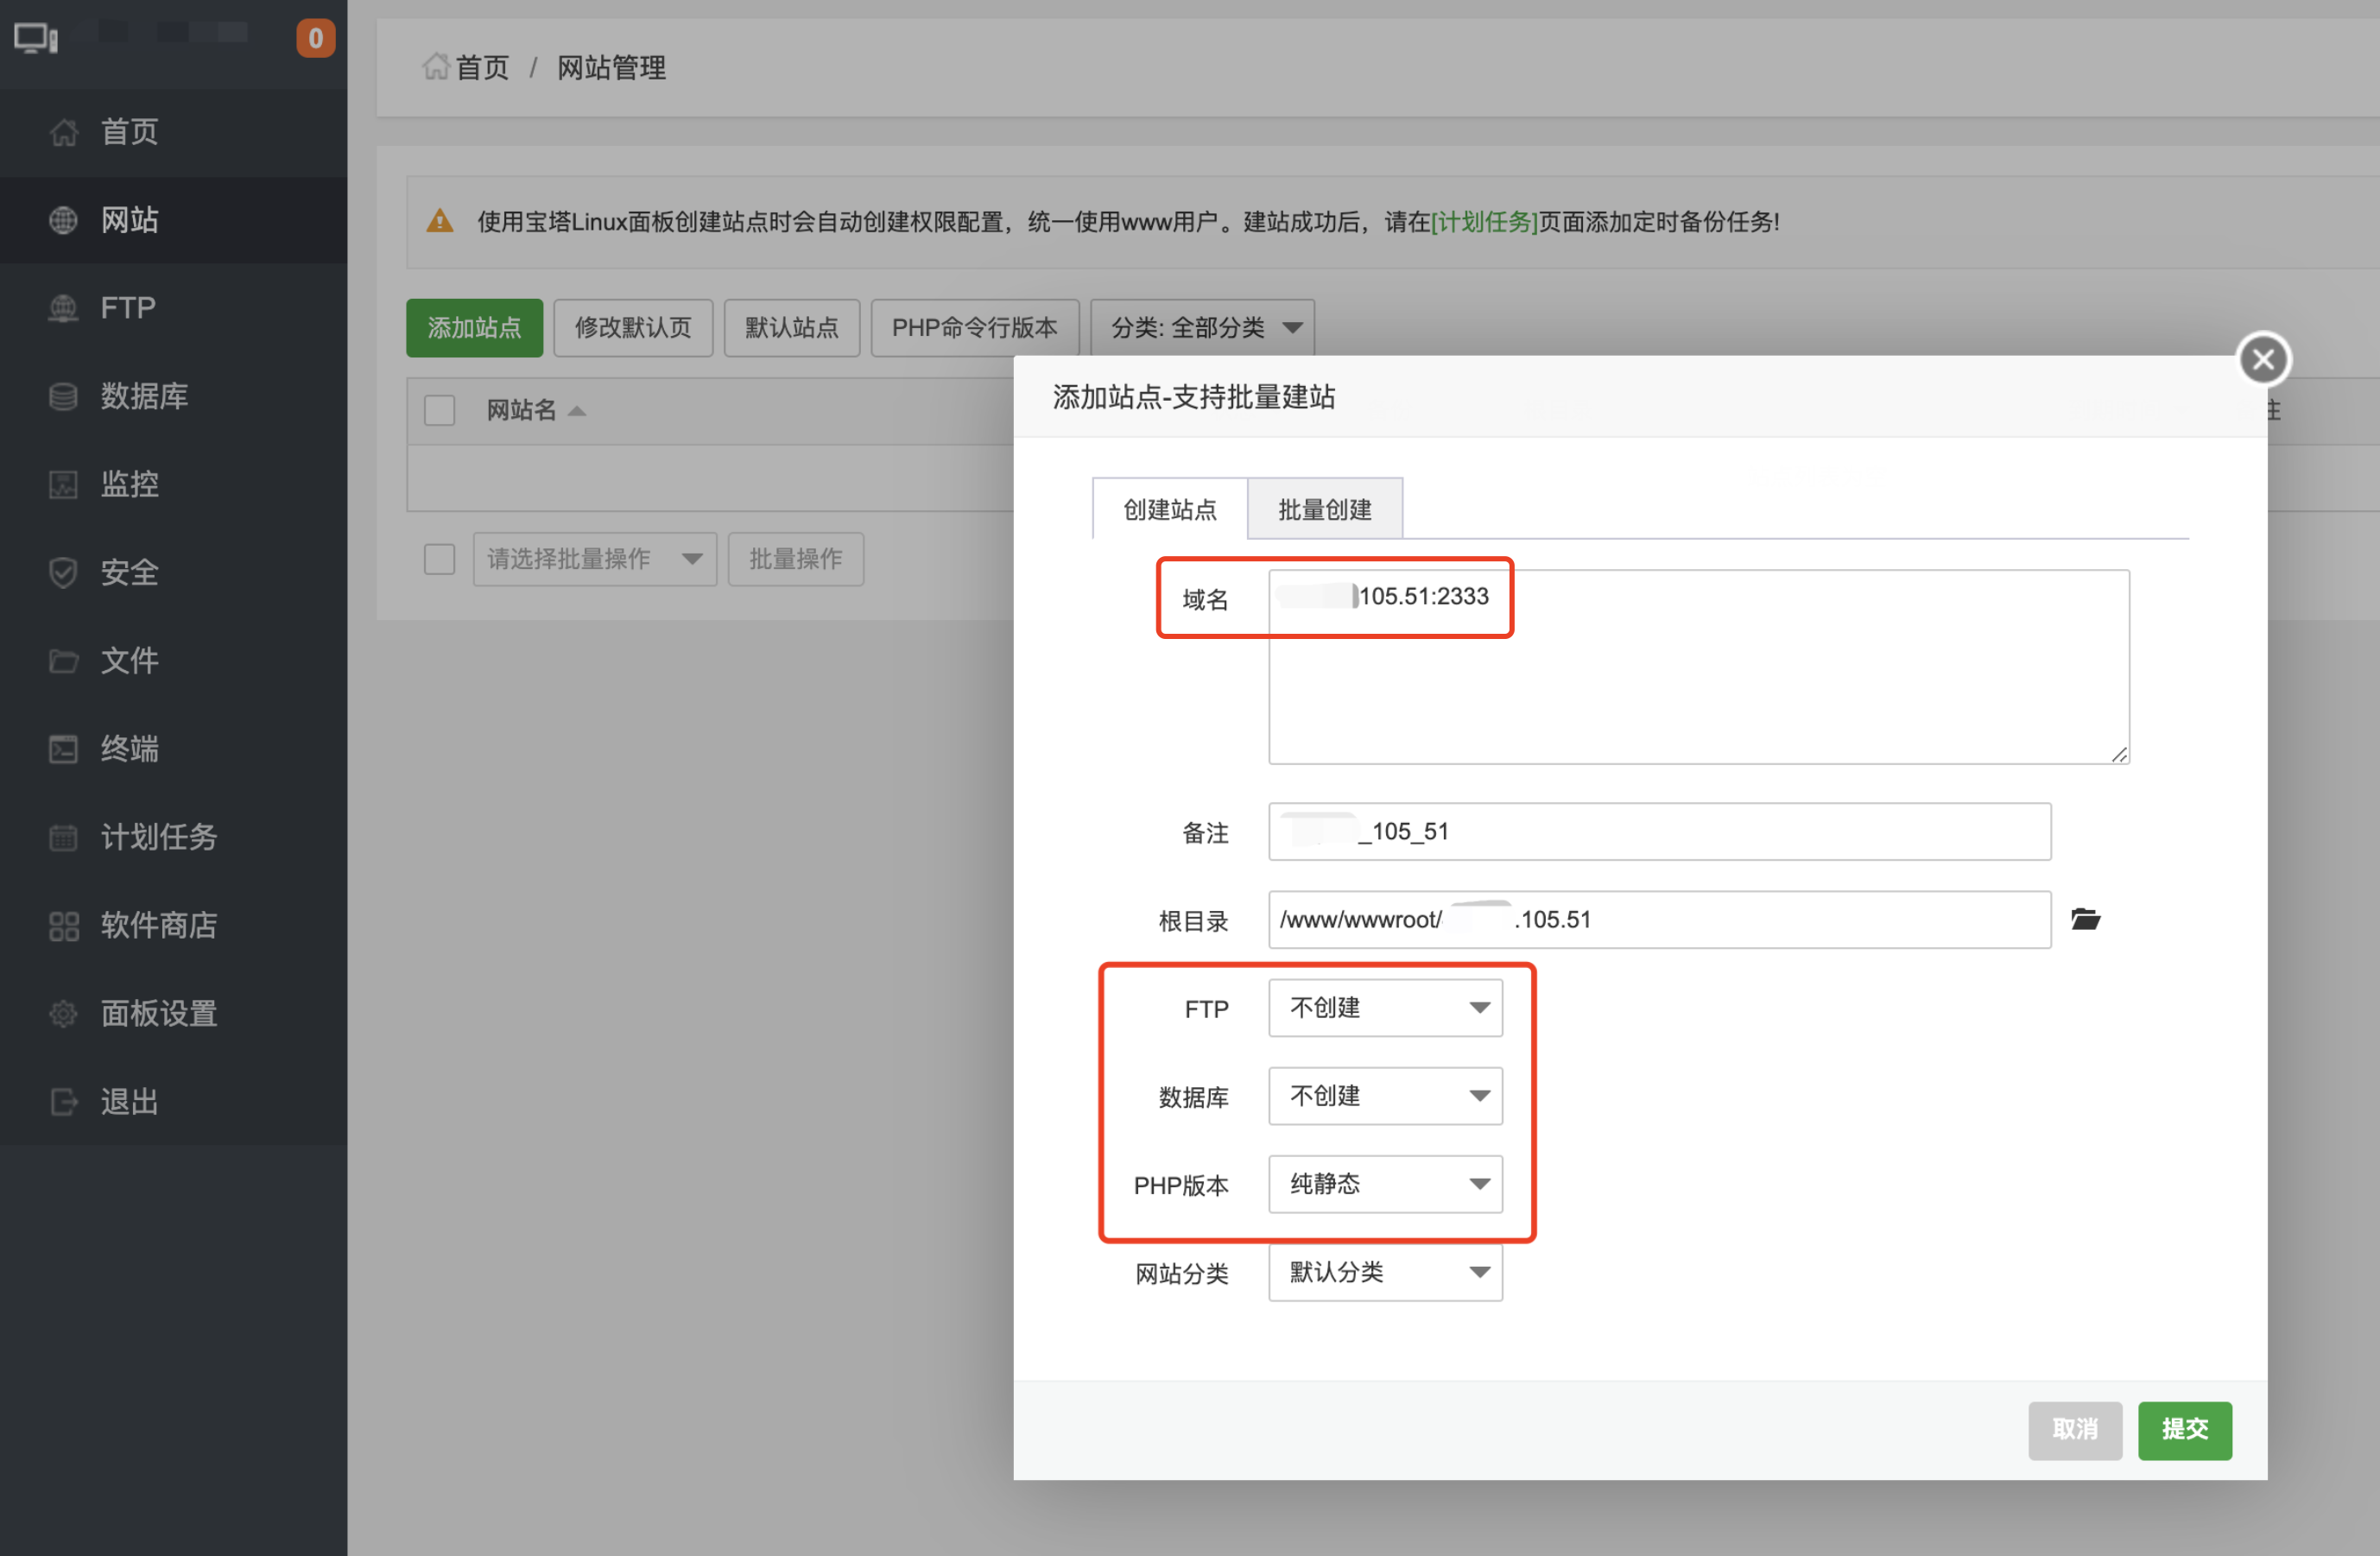 0
首页
网站
FTP
数据库
监控
安全
文件
终端
计划任务
软件商店
面板设置
退出
首页 / 网站管理
使用宝塔Linux面板创建站点时会自动创建权限配置，统一使用www用户。建站成功后，请在[计划任务]页面添加定时备份任务!
添加站点 修改默认页 默认站点 PHP命令行版本 分类: 全部分类
网站名
注
请选择批量操作 批量操作
添加站点-支持批量建站
创建站点 批量创建
域名 105.51:2333
备注 _105_51
根目录 /www/wwwroot/ .105.51
FTP 不创建
数据库 不创建
PHP版本 纯静态
网站分类 默认分类
取消 提交